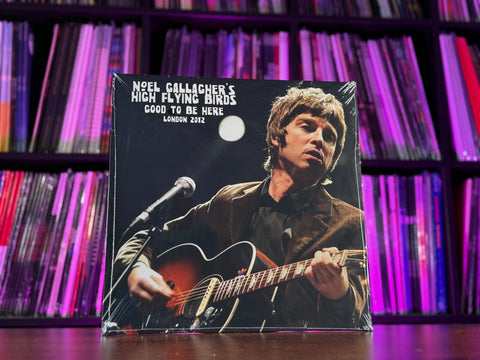 NOEL GALLAGHER'S
HIGH FLYING BIRDS
GOOD TO BE HERE
LONDON 2012